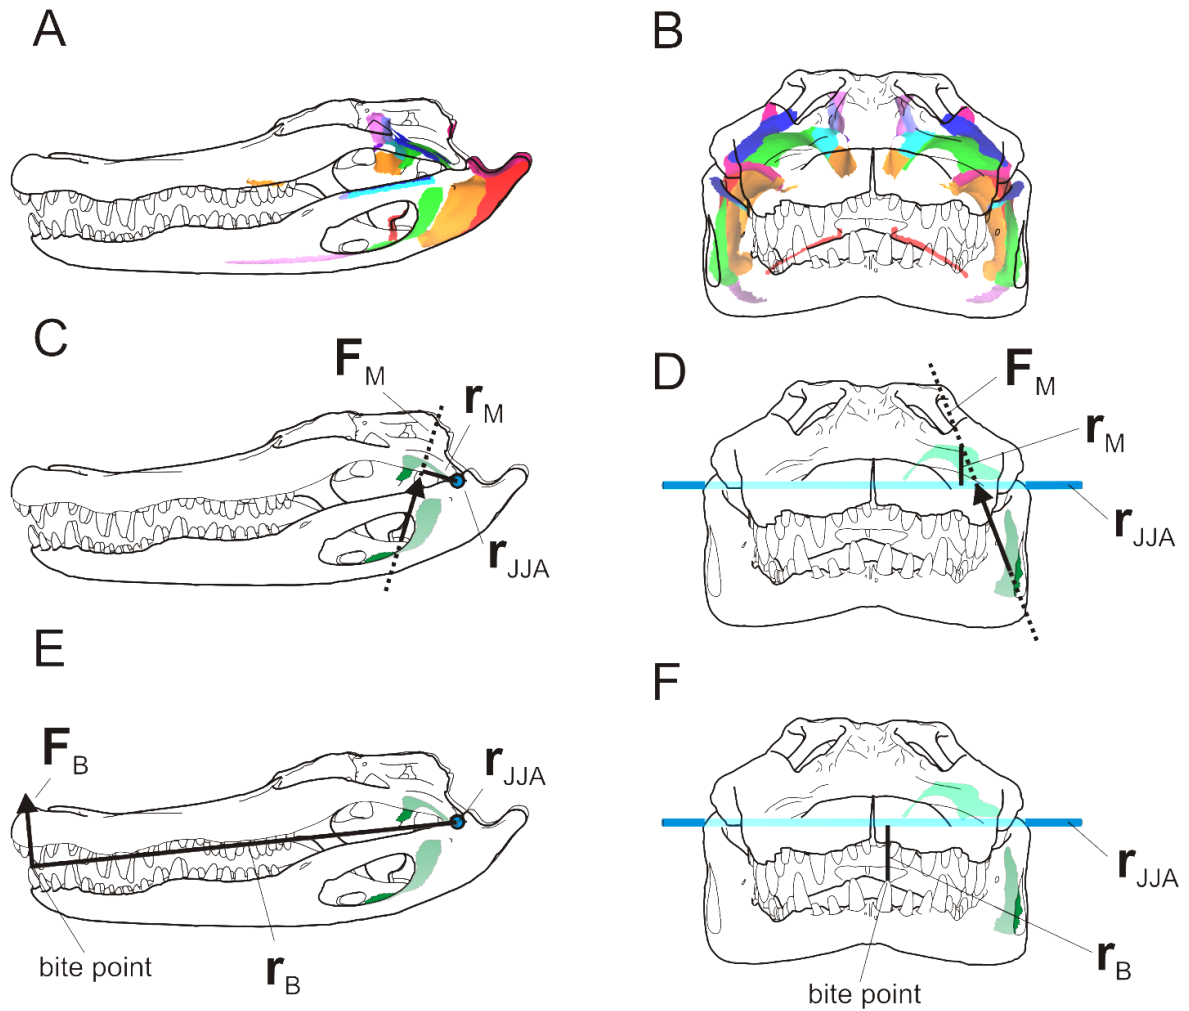 A
B
C
F_M
r_M
r_JJA
D
F_M
r_M
r_JJA
E
F_B
r_JJA
bite point
r_B
F
r_JJA
r_B
bite point